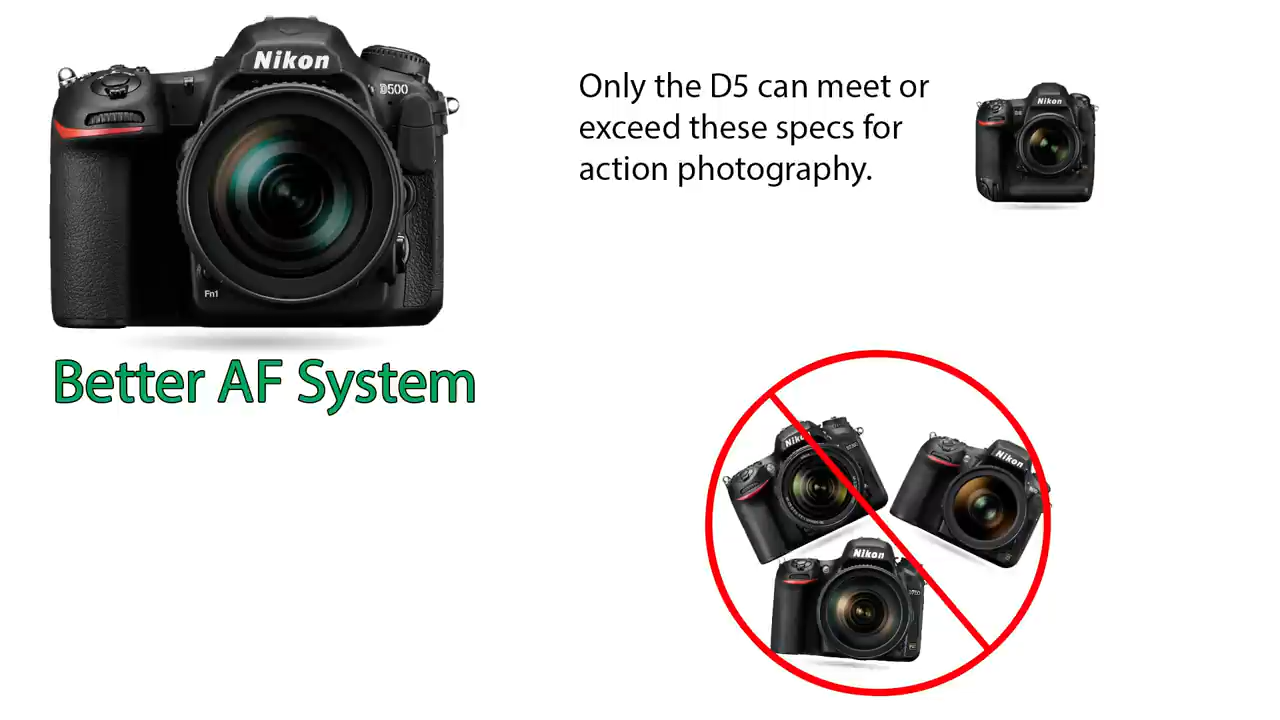 Nikon
D500
Fn1
Better AF System
Only the D5 can meet or
exceed these specs for
action photography.
Nikon
D5
Nikon
Nikon
Nikon